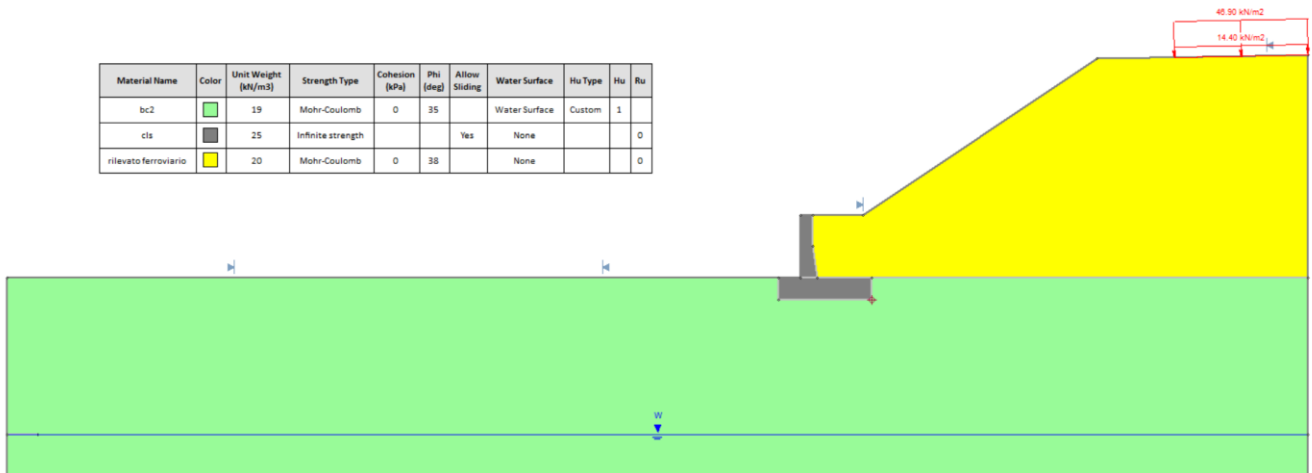 46.90 kN/m2
14.40 kN/m2
Material Name Color Unit Weight (kN/m3) Strength Type Cohesion (kPa) Phi (deg) Allow Sliding Water Surface Hu Type Hu Ru
bc2 19 Mohr-Coulomb 0 35 Water Surface Custom 1
cls 25 Infinite strength Yes None 0
rilevato ferroviario 20 Mohr-Coulomb 0 38 None 0
W